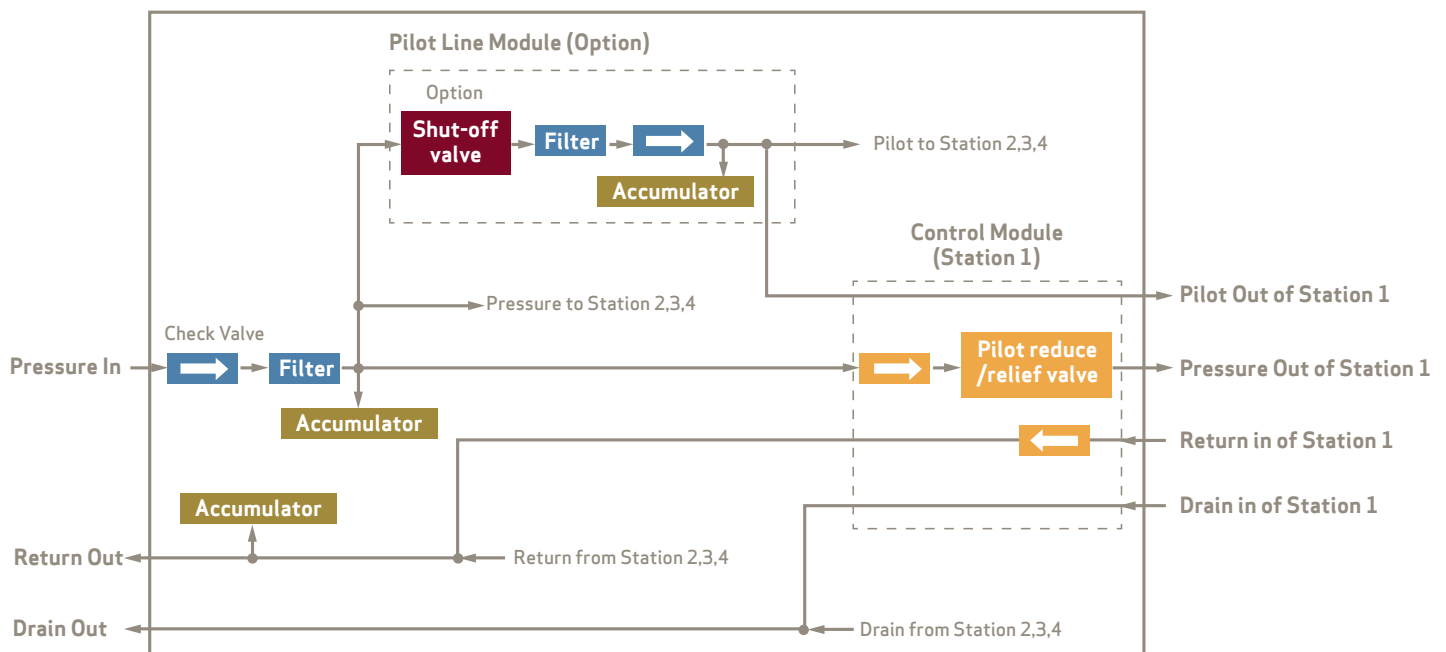 Pilot Line Module (Option)
Option
Shut-off
valve
Filter
Pilot to Station 2,3,4
Accumulator
Control Module
(Station 1)
Pressure to Station 2,3,4
Pilot Out of Station 1
Check Valve
Pressure In
Filter
Pilot reduce
/relief valve
Pressure Out of Station 1
Accumulator
Return in of Station 1
Accumulator
Drain in of Station 1
Return Out
Return from Station 2,3,4
Drain Out
Drain from Station 2,3,4